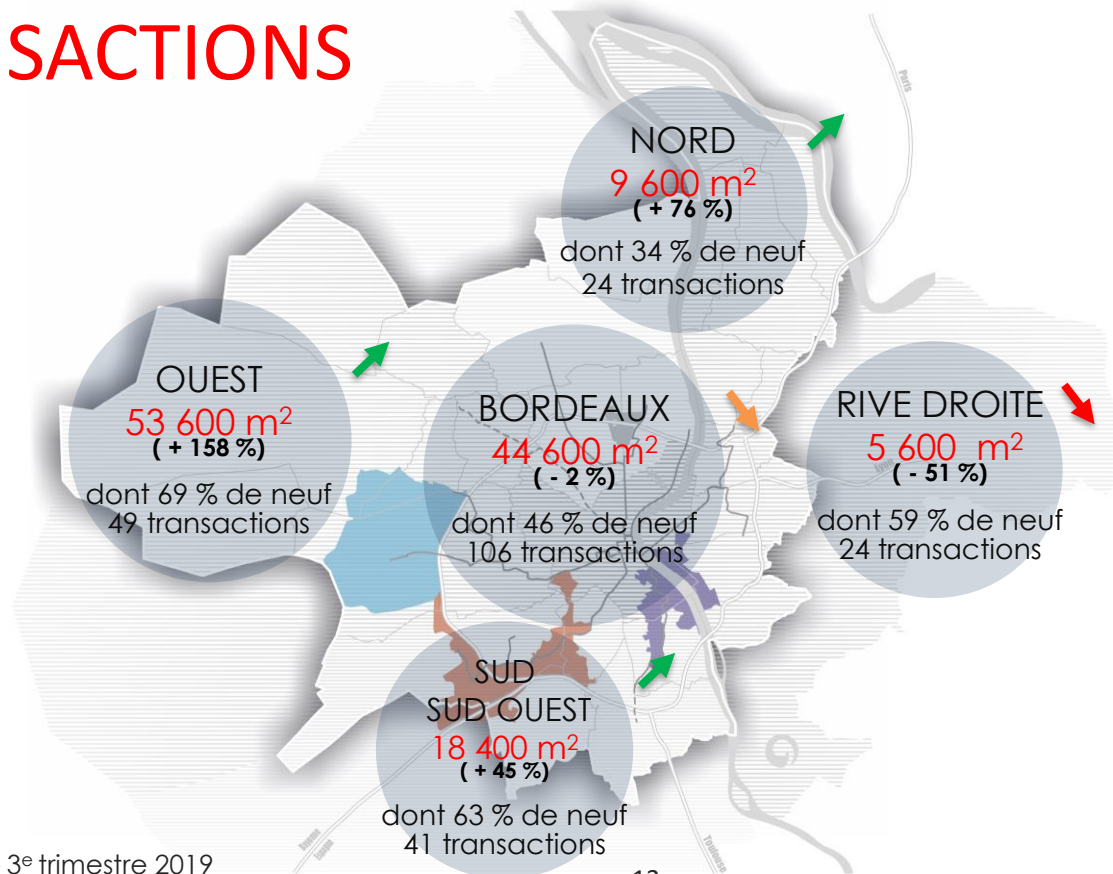 SACTIONS
Paris
NORD
9 600 m²
( + 76 %)
dont 34 % de neuf
24 transactions
OUEST
53 600 m²
( + 158 %)
dont 69 % de neuf
49 transactions
BORDEAUX
44 600 m²
( - 2 %)
dont 46 % de neuf
106 transactions
RIVE DROITE
5 600 m²
Lyon
( - 51 %)
dont 59 % de neuf
24 transactions
SUD
SUD OUEST
18 400 m²
( + 45 %)
dont 63 % de neuf
41 transactions
Toulouse
3e trimestre 2019